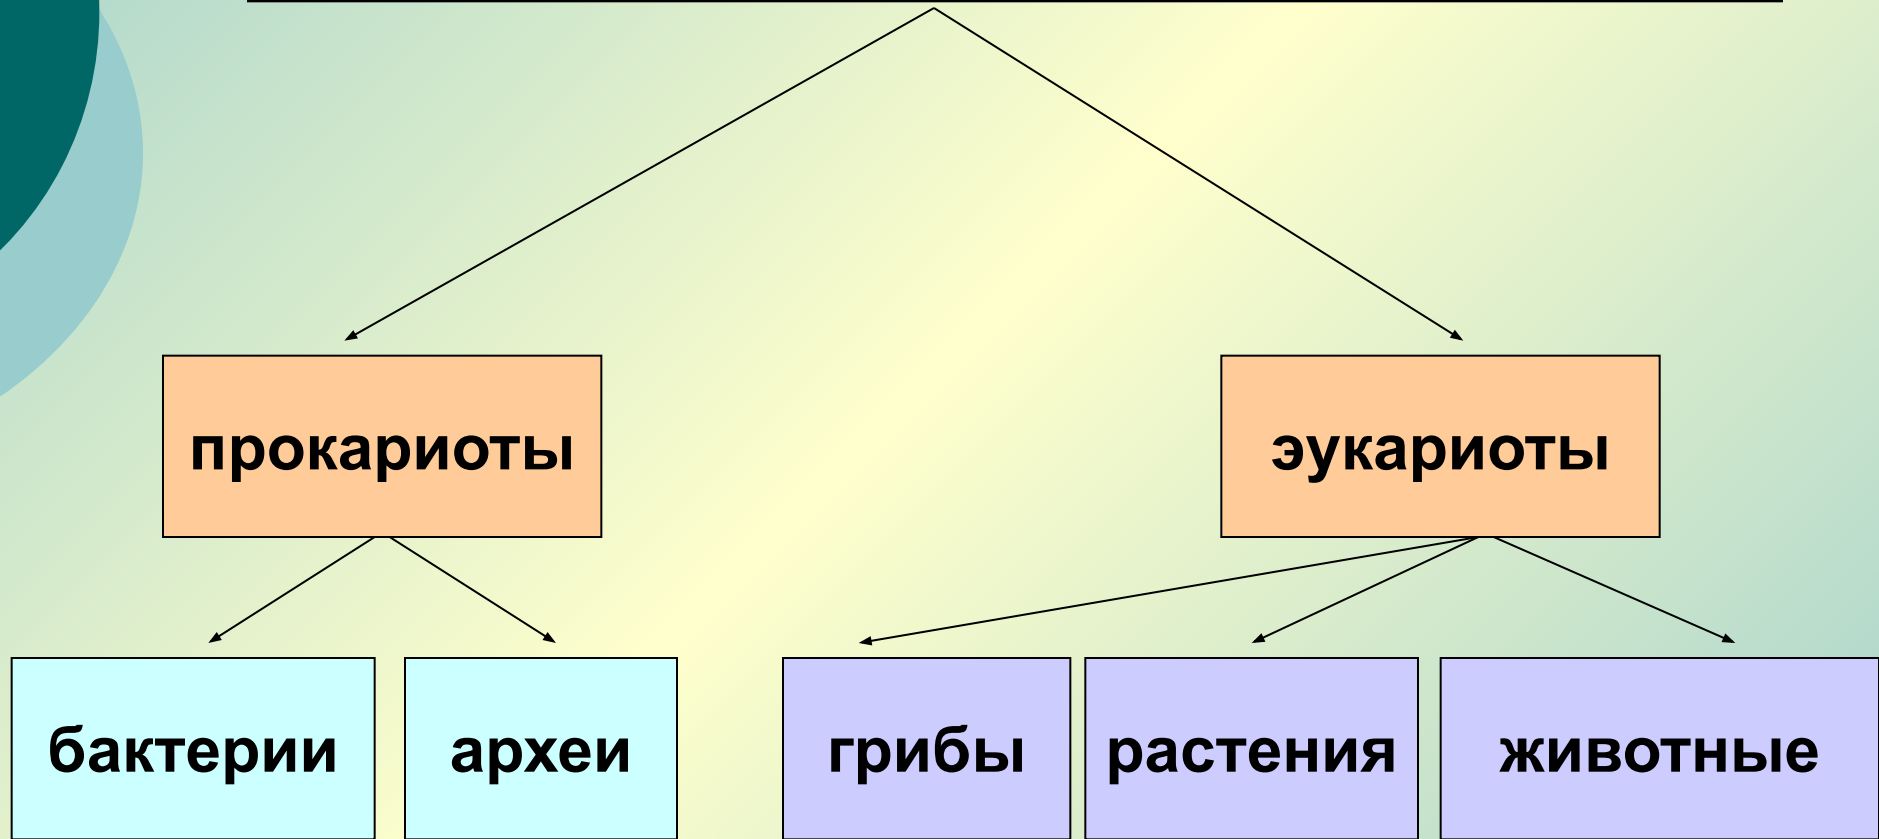 прокариоты
эукариоты
бактерии
археи
грибы
растения
животные